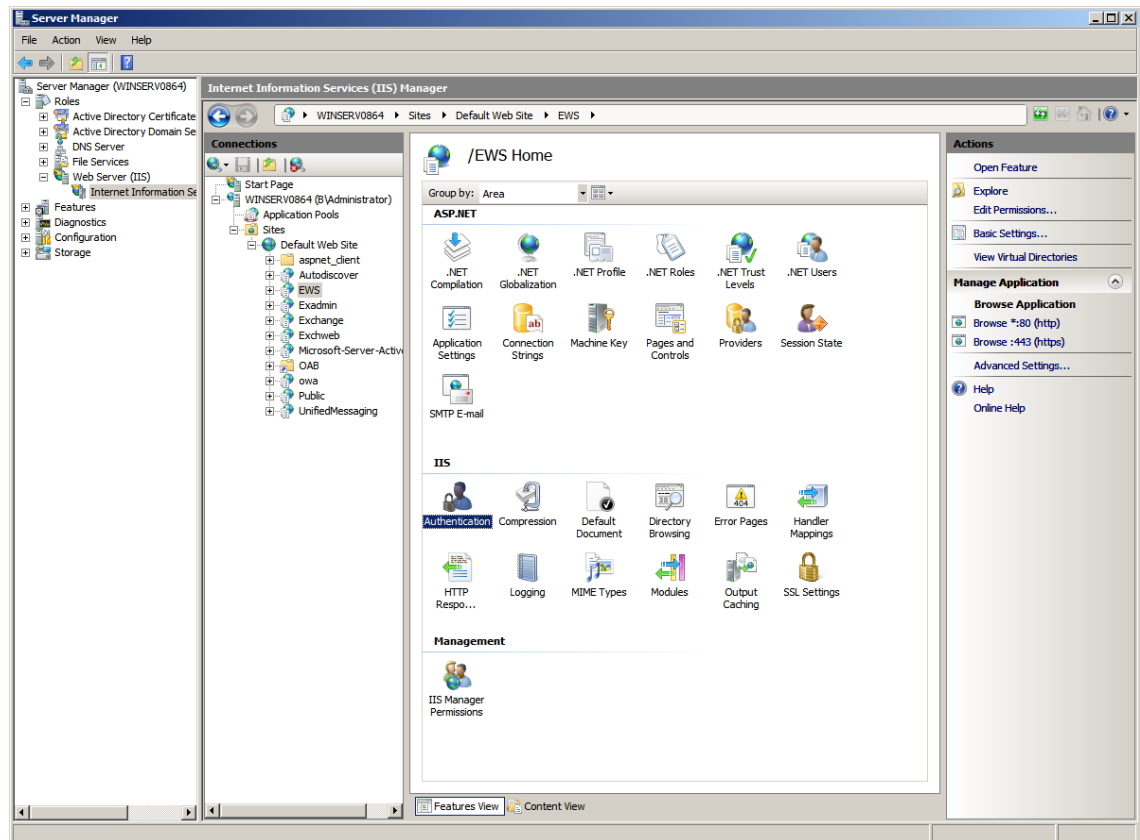 Server Manager
File Action View Help
Server Manager (WINSERV0864)
Roles
Active Directory Certificate
Active Directory Domain Se
DNS Server
File Services
Web Server (IIS)
Internet Information Se
Features
Diagnostics
Configuration
Storage
Internet Information Services (IIS) Manager
WINSERV0864 Sites Default Web Site EWS
Connections
Start Page
WINSERV0864 (B\Administrator)
Application Pools
Sites
Default Web Site
aspnet_client
Autodiscover
EWS
Exadmin
Exchange
Exchweb
Microsoft-Server-Activ
OAB
owa
Public
UnifiedMessaging
/EWS Home
Group by: Area
ASP.NET
.NET Compilation
.NET Globalization
.NET Profile
.NET Roles
.NET Trust Levels
.NET Users
Application Settings
Connection Strings
Machine Key
Pages and Controls
Providers
Session State
SMTP E-mail
IIS
Authentication
Compression
Default Document
Directory Browsing
Error Pages
Handler Mappings
HTTP Respo...
Logging
MIME Types
Modules
Output Caching
SSL Settings
Management
IIS Manager Permissions
Features View
Content View
Actions
Open Feature
Explore
Edit Permissions...
Basic Settings...
View Virtual Directories
Manage Application
Browse Application
Browse *:80 (http)
Browse :443 (https)
Advanced Settings...
Help
Online Help